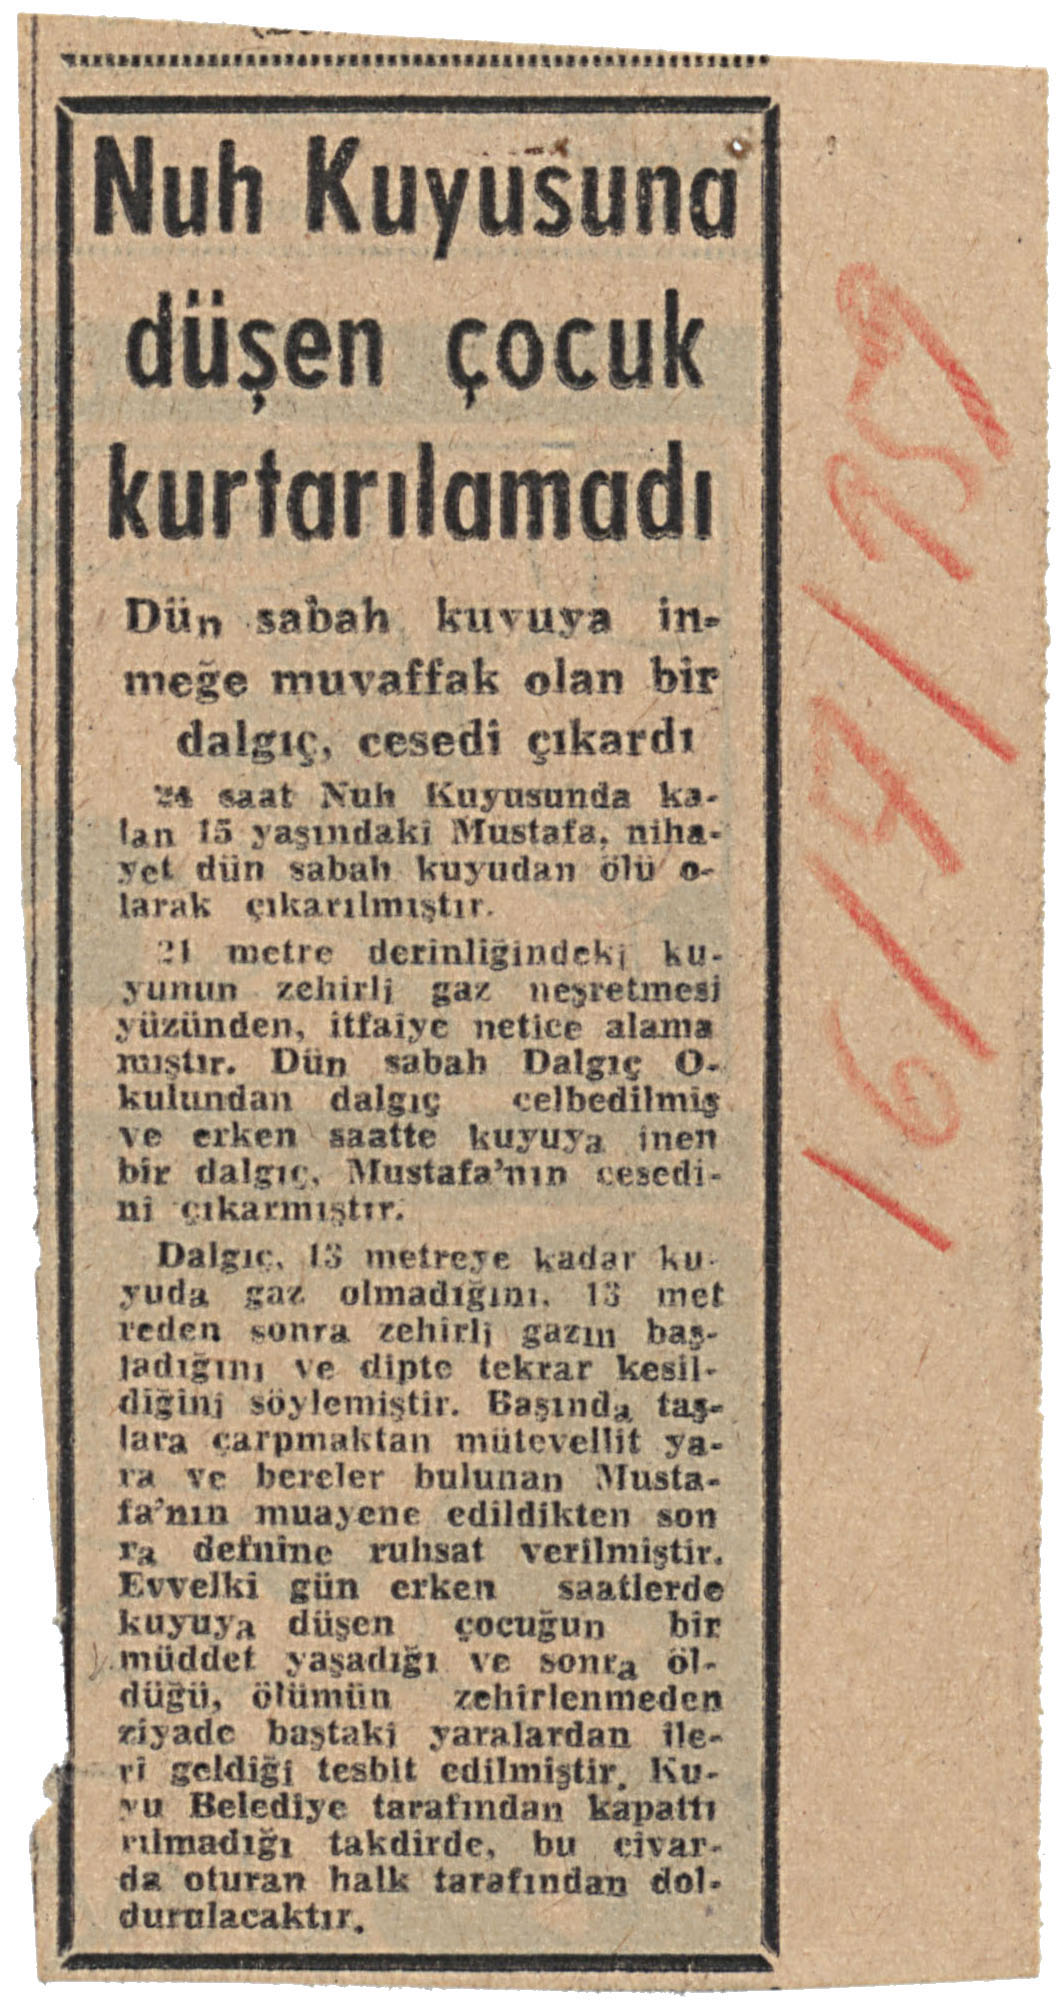 Nuh Kuyusuna
düşen çocuk
kurtarılamadı
Dün sabah kuyuya in-
meğe muvaffak olan bir
dalgıç, cesedi çıkardı
24 saat Nuh Kuyusunda ka-
lan 15 yaşındaki Mustafa, niha-
yet dün sabah kuyudan ölü o-
larak çıkarılmıştır.
21 metre derinliğindeki ku-
yunun zehirli gaz neşretmesi
yüzünden, itfaiye netice alama
mıştır. Dün sabah Dalgıç O-
kulundan dalgıç celbedilmiş
ve erken saatte kuyuya inen
bir dalgıç, Mustafa'nın cesedi-
ni çıkarmıştır.
Dalgıç, 13 metreye kadar ku-
yuda gaz olmadığını, 13 met
reden sonra zehirli gazın baş-
ladığını ve dipte tekrar kesil-
diğini söylemiştir. Başında taş-
lara çarpmaktan mütevellit ya-
ra ve bereler bulunan Musta-
fa'nın muayene edildikten son
ra defnine ruhsat verilmiştir.
Evvelki gün erken saatlerde
kuyuya düşen çocuğun bir
müddet yaşadığı ve sonra öl-
düğü, ölümün zehirlenmeden
ziyade baştaki yaralardan ile-
ri geldiği tesbit edilmiştir. Ku-
yu Belediye tarafından kapattı
rılmadığı takdirde, bu civar-
da oturan halk tarafından dol-
durulacaktır.